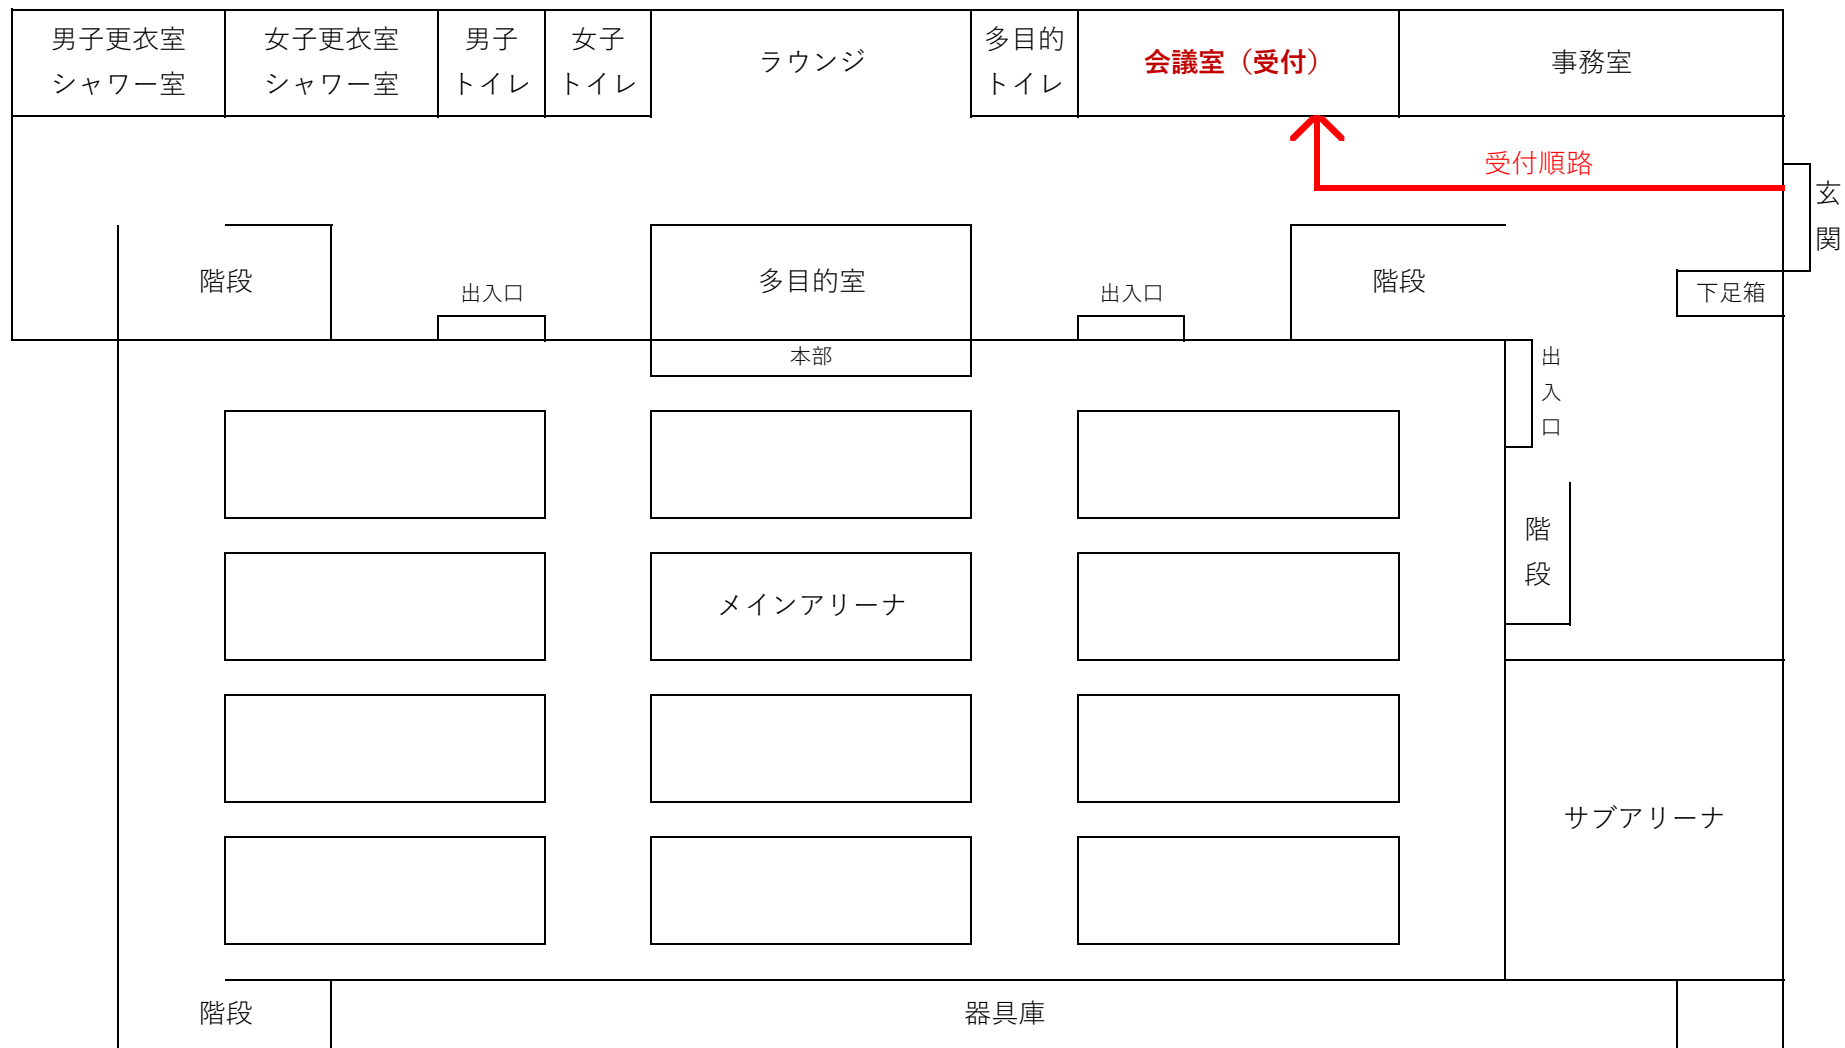 男子更衣室
シャワー室
女子更衣室
シャワー室
男子
トイレ
女子
トイレ
ラウンジ
多目的
トイレ
会議室（受付）
事務室
受付順路
玄
関
階段
出入口
多目的室
出入口
階段
下足箱
本部
出
入
口
階
段
メインアリーナ
サブアリーナ
階段
器具庫